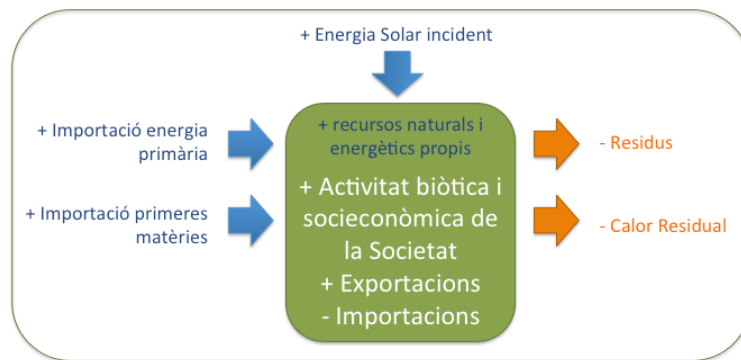 + Energia Solar incident
+ Importació energia
primària
+ Importació primeres
matèries
+ recursos naturals i
energètics propis
+ Activitat biòtica i
socieconòmica de
la Societat
+ Exportacions
- Importacions
- Residus
- Calor Residual